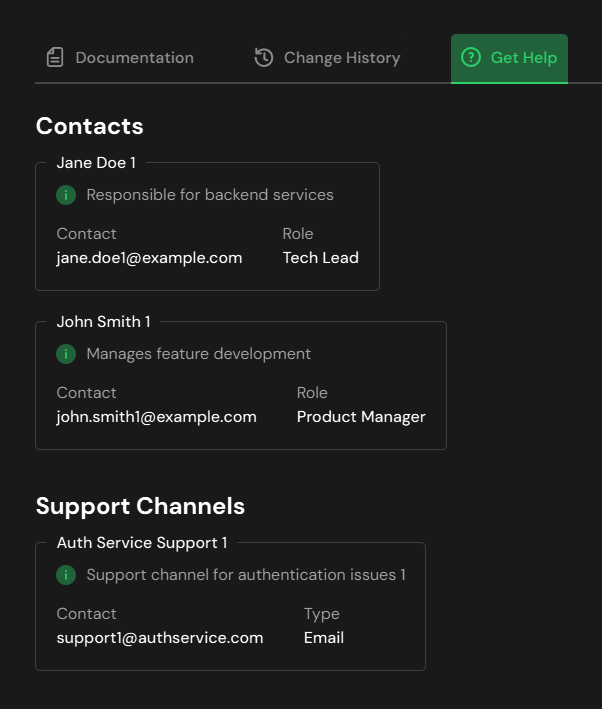 Documentation
Change History
Get Help
Contacts
Jane Doe 1
Responsible for backend services
Contact Role
jane.doe1@example.com Tech Lead
John Smith 1
Manages feature development
Contact Role
john.smith1@example.com Product Manager
Support Channels
Auth Service Support 1
Support channel for authentication issues 1
Contact Type
support1@authservice.com Email